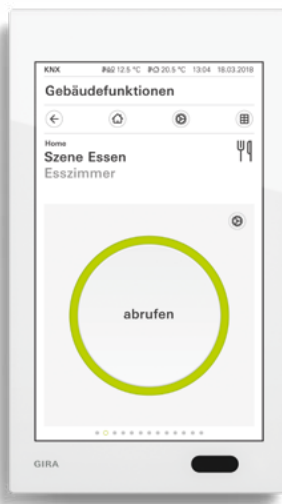 KNX 12.5 °C 20.5 °C 13:04 18.03.2018
Gebäudefunktionen
Home
Szene Essen
Esszimmer
abrufen
GIRA